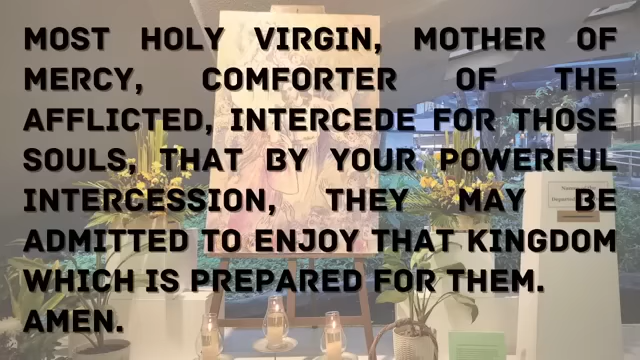 MOST HOLY VIRGIN, MOTHER OF
MERCY, COMFORTER OF THE
AFFLICTED, INTERCEDE FOR THOSE
SOULS, THAT BY YOUR POWERFUL
INTERCESSION, THEY MAY BE
ADMITTED TO ENJOY THAT KINGDOM
WHICH IS PREPARED FOR THEM.
AMEN.